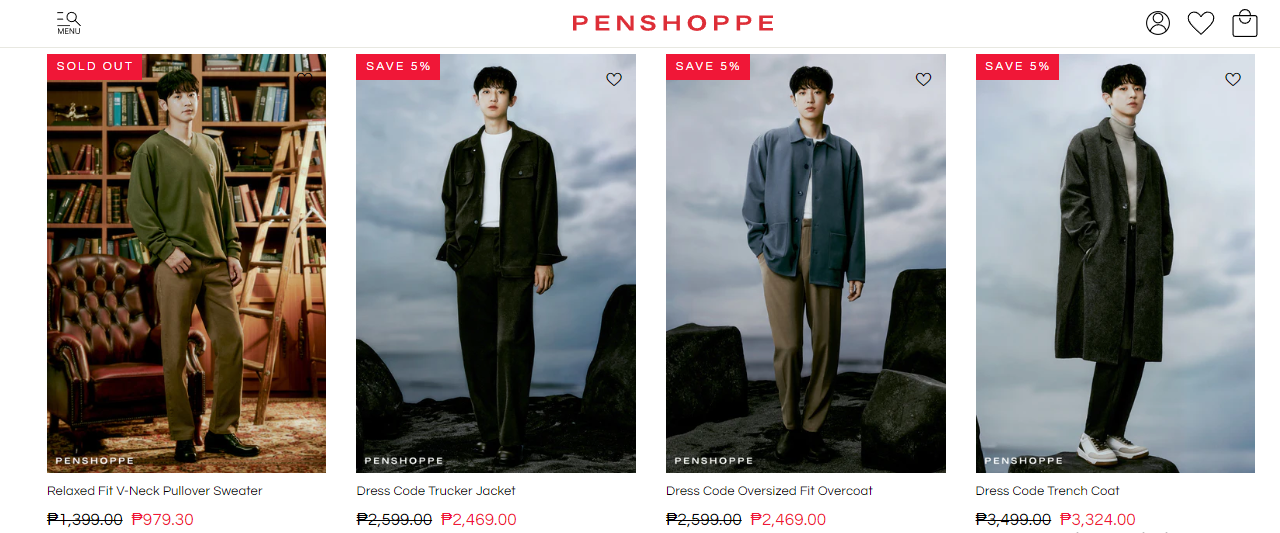 MENU
PENSHOPPE
SOLD OUT
SAVE 5%
SAVE 5%
SAVE 5%
PENSHOPPE
PENSHOPPE
PENSHOPPE
PENSHOPPE
Relaxed Fit V-Neck Pullover Sweater
₱1,399.00 ₱979.30
Dress Code Trucker Jacket
₱2,599.00 ₱2,469.00
Dress Code Oversized Fit Overcoat
₱2,599.00 ₱2,469.00
Dress Code Trench Coat
₱3,499.00 ₱3,324.00